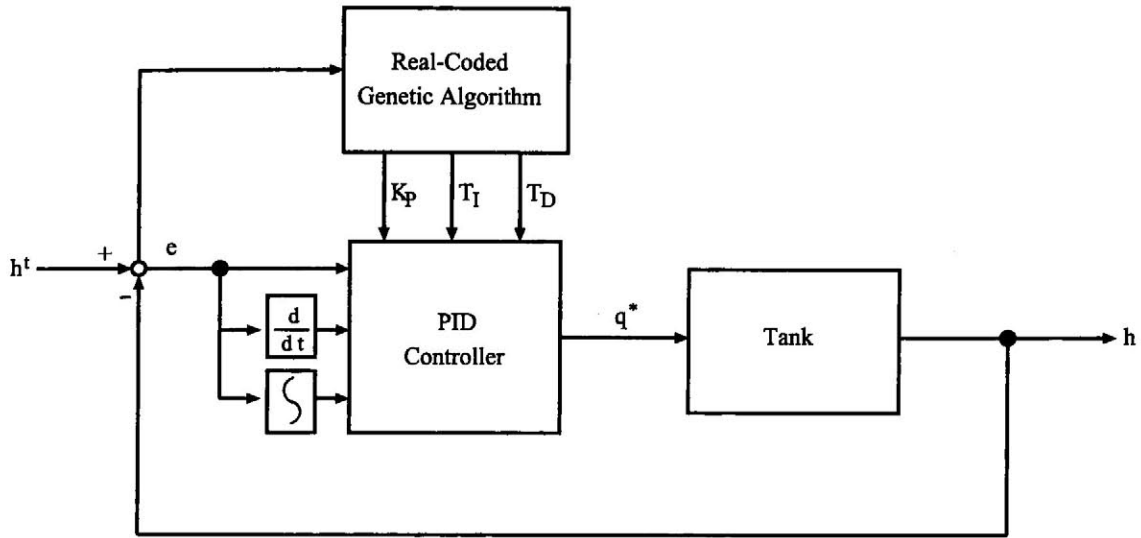 Real-Coded
Genetic Algorithm
K_P T_I T_D
h^t + e
-
d
dt
∫
PID
Controller
q^*
Tank
h